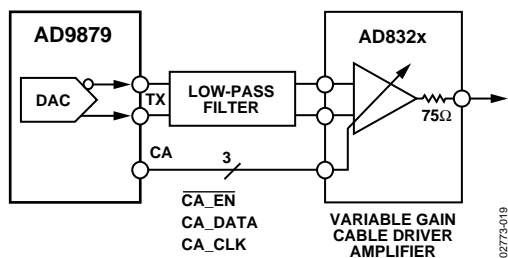 AD9879
AD832x
DAC
TX
LOW-PASS
FILTER
75Ω
CA
3
CA_EN
CA_DATA
CA_CLK
VARIABLE GAIN
CABLE DRIVER
AMPLIFIER
02773-019